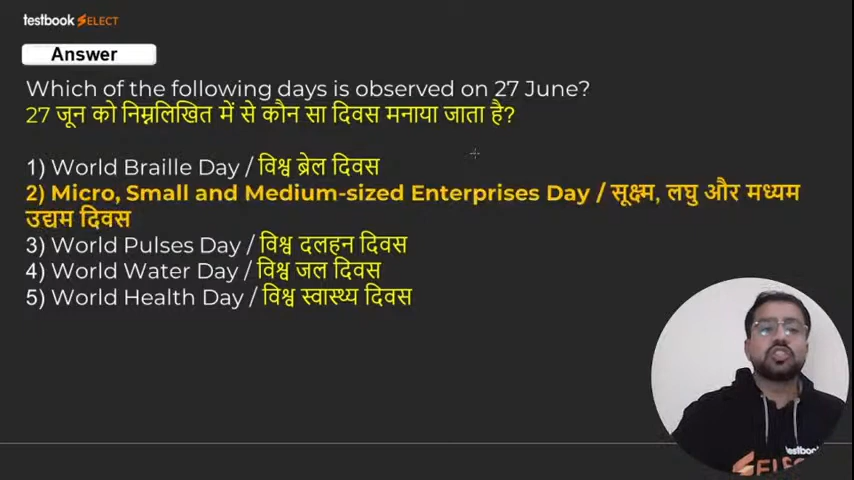 testbook SELECT
Answer
Which of the following days is observed on 27 June?
27 जून को निम्नलिखित में से कौन सा दिवस मनाया जाता है?
1) World Braille Day / विश्व ब्रेल दिवस
2) Micro, Small and Medium-sized Enterprises Day / सूक्ष्म, लघु और मध्यम
उद्यम दिवस
3) World Pulses Day / विश्व दलहन दिवस
4) World Water Day / विश्व जल दिवस
5) World Health Day / विश्व स्वास्थ्य दिवस